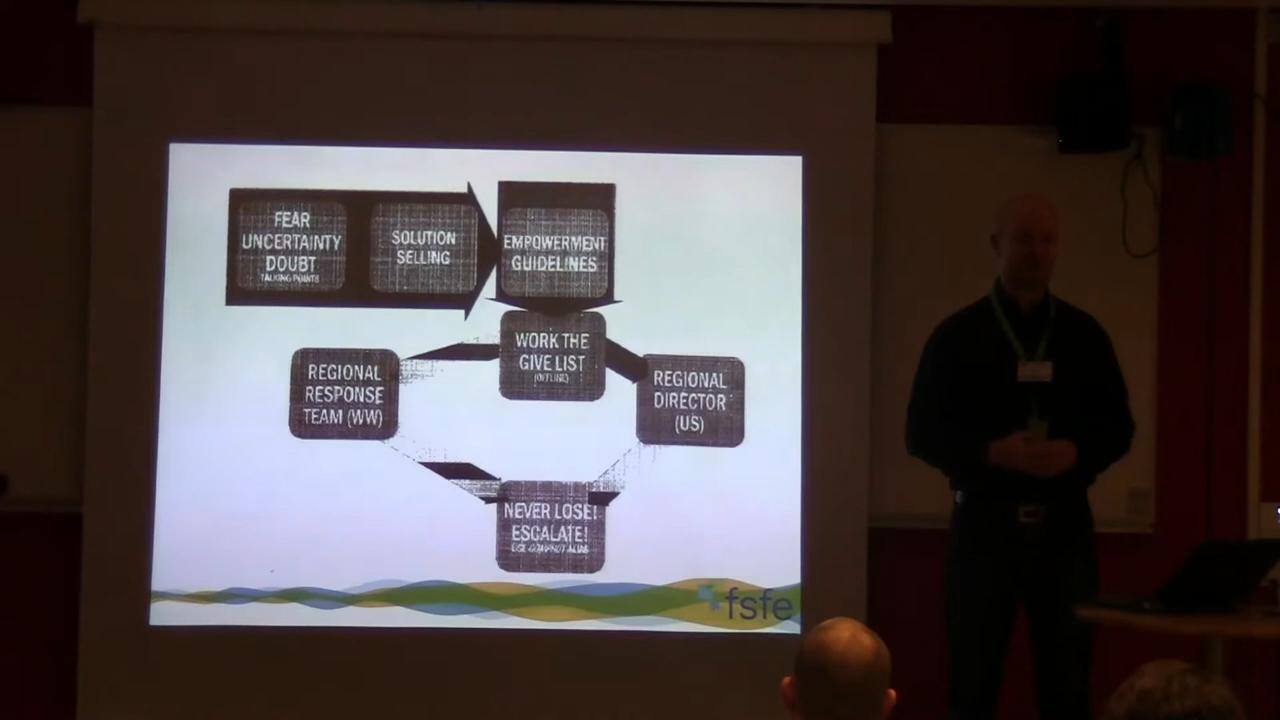 FEAR
UNCERTAINTY
DOUBT
TALKING POINTS
SOLUTION
SELLING
EMPOWERMENT
GUIDELINES
WORK THE
GIVE LIST
(OFFLINE)
REGIONAL
RESPONSE
TEAM (WW)
REGIONAL
DIRECTOR
(US)
NEVER LOSE!
ESCALATE!
fsfe